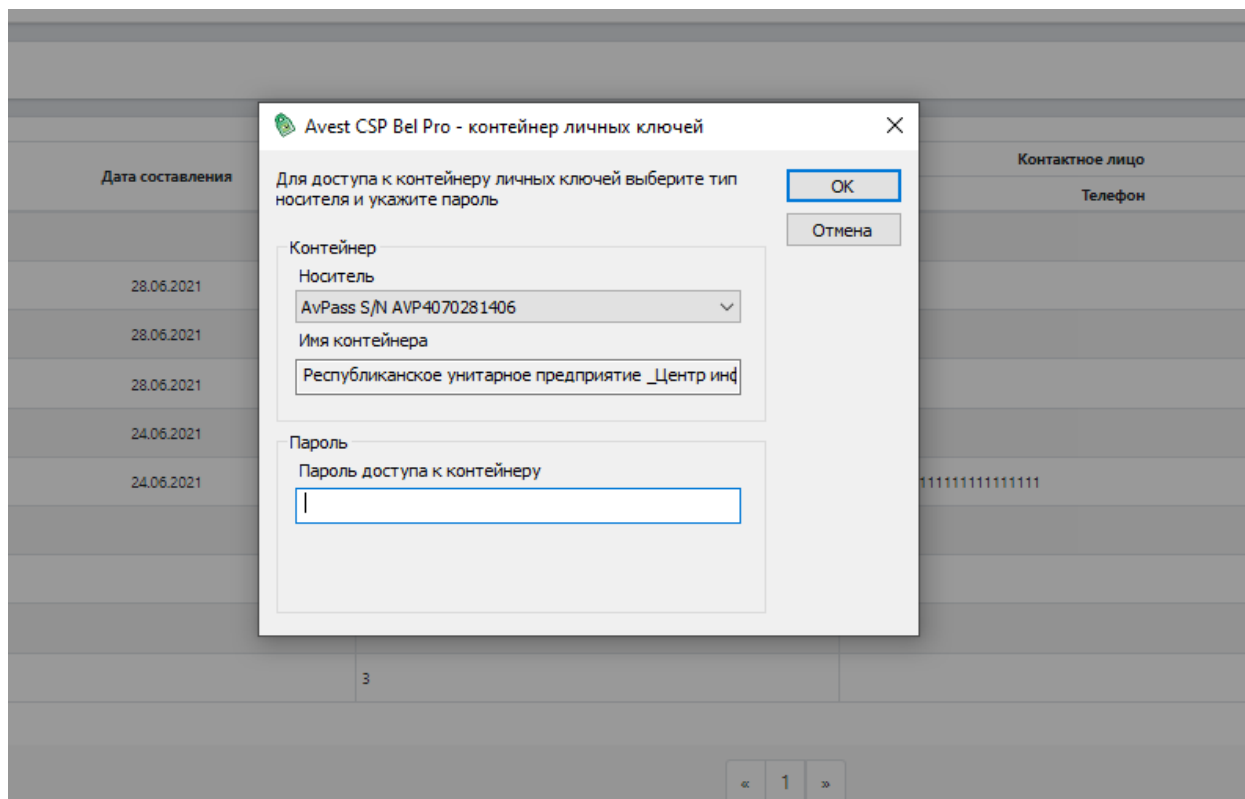 Avest CSP Bel Pro - контейнер личных ключей
Для доступа к контейнеру личных ключей выберите тип
носителя и укажите пароль
OK
Отмена
Контейнер
Носитель
AvPass S/N AVP4070281406
Имя контейнера
Республиканское унитарное предприятие _Центр инф
Пароль
Пароль доступа к контейнеру
Дата составления
Контактное лицо
Телефон
28.06.2021
28.06.2021
28.06.2021
24.06.2021
24.06.2021
111111111111111
3
« 1 »